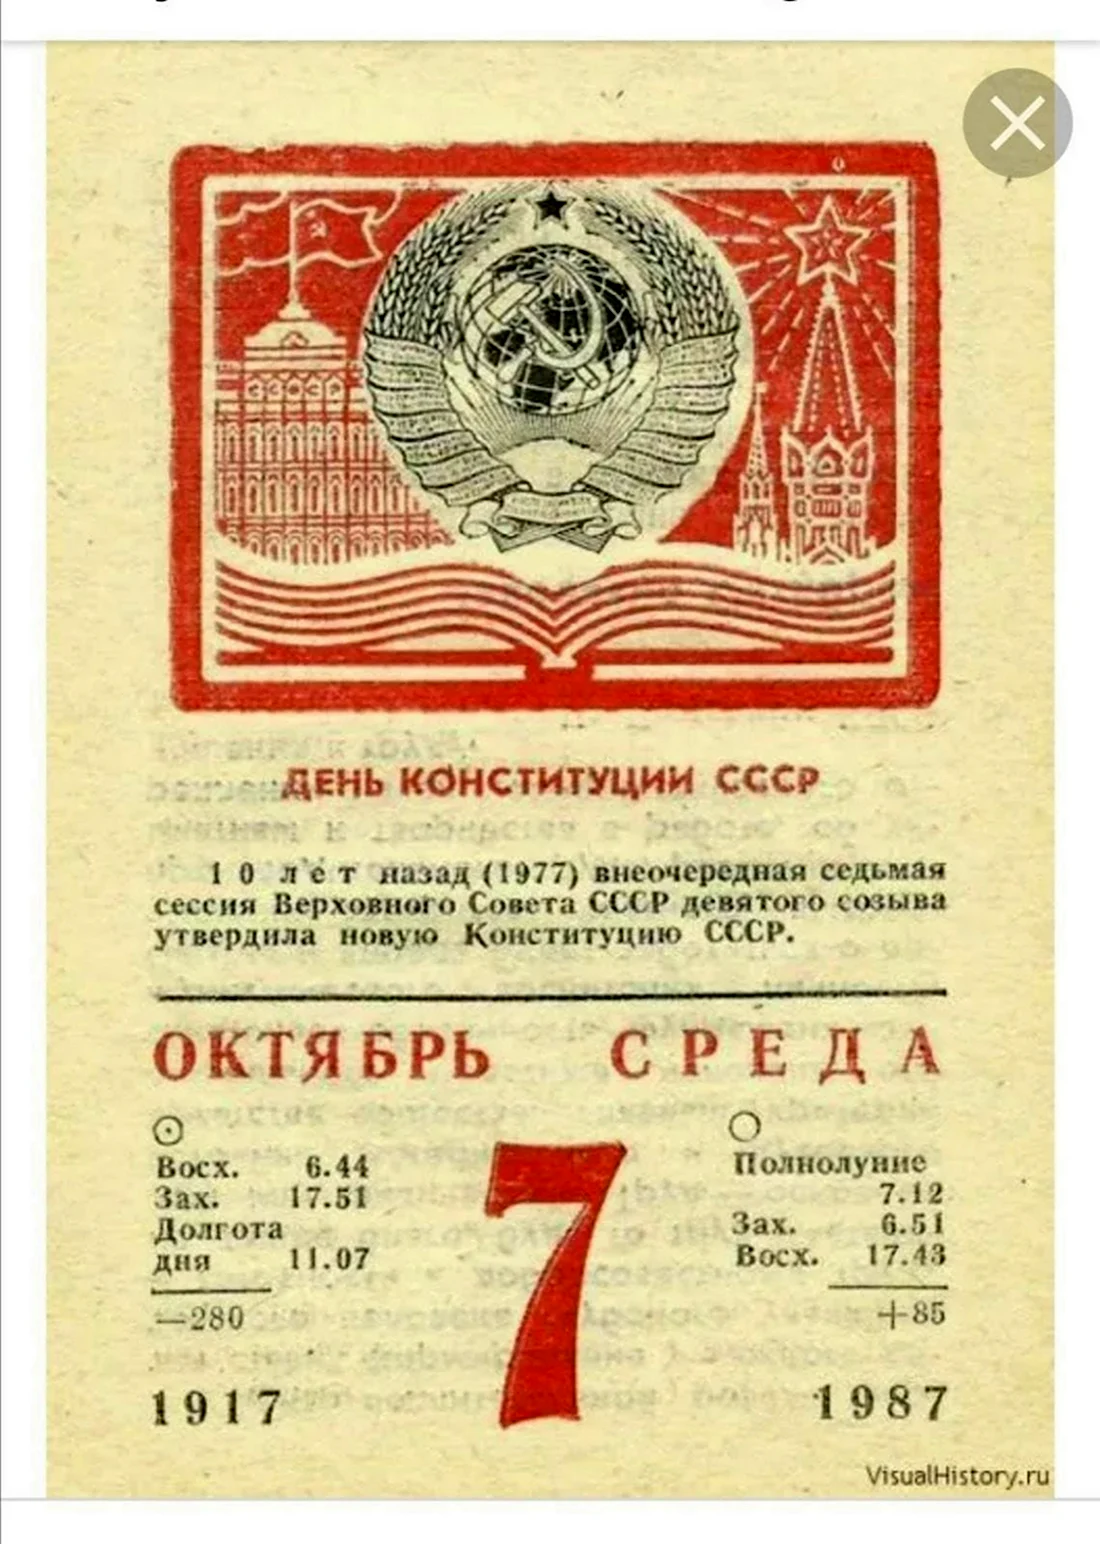 ДЕНЬ КОНСТИТУЦИИ СССР
10 лет назад (1977) внеочередная седьмая
сессия Верховного Совета СССР девятого созыва
утвердила новую Конституцию СССР.
ОКТЯБРЬ СРЕДА
Восх. 6.44
Зах. 17.51
Долгота
дня 11.07
—280
1917
7
Полнолуние
7.12
Зах. 6.51
Восх. 17.43
+85
1987
VisualHistory.ru